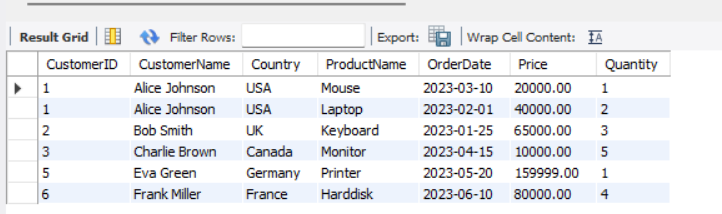 Result Grid Filter Rows: Export: Wrap Cell Content: IA
CustomerID CustomerName Country ProductName OrderDate Price Quantity
1 Alice Johnson USA Mouse 2023-03-10 20000.00 1
1 Alice Johnson USA Laptop 2023-02-01 40000.00 2
2 Bob Smith UK Keyboard 2023-01-25 65000.00 3
3 Charlie Brown Canada Monitor 2023-04-15 10000.00 5
5 Eva Green Germany Printer 2023-05-20 159999.00 1
6 Frank Miller France Harddisk 2023-06-10 80000.00 4